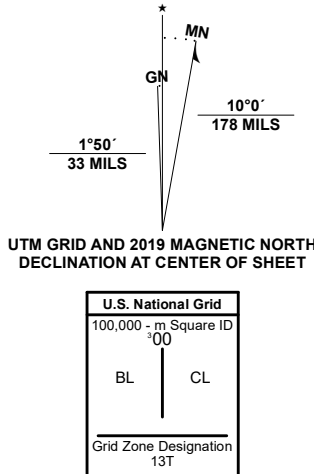 ★
MN
GN
1°50´
33 MILS
10°0´
178 MILS
UTM GRID AND 2019 MAGNETIC NORTH
DECLINATION AT CENTER OF SHEET
U.S. National Grid
100,000 - m Square ID
³00
BL CL
Grid Zone Designation
13T